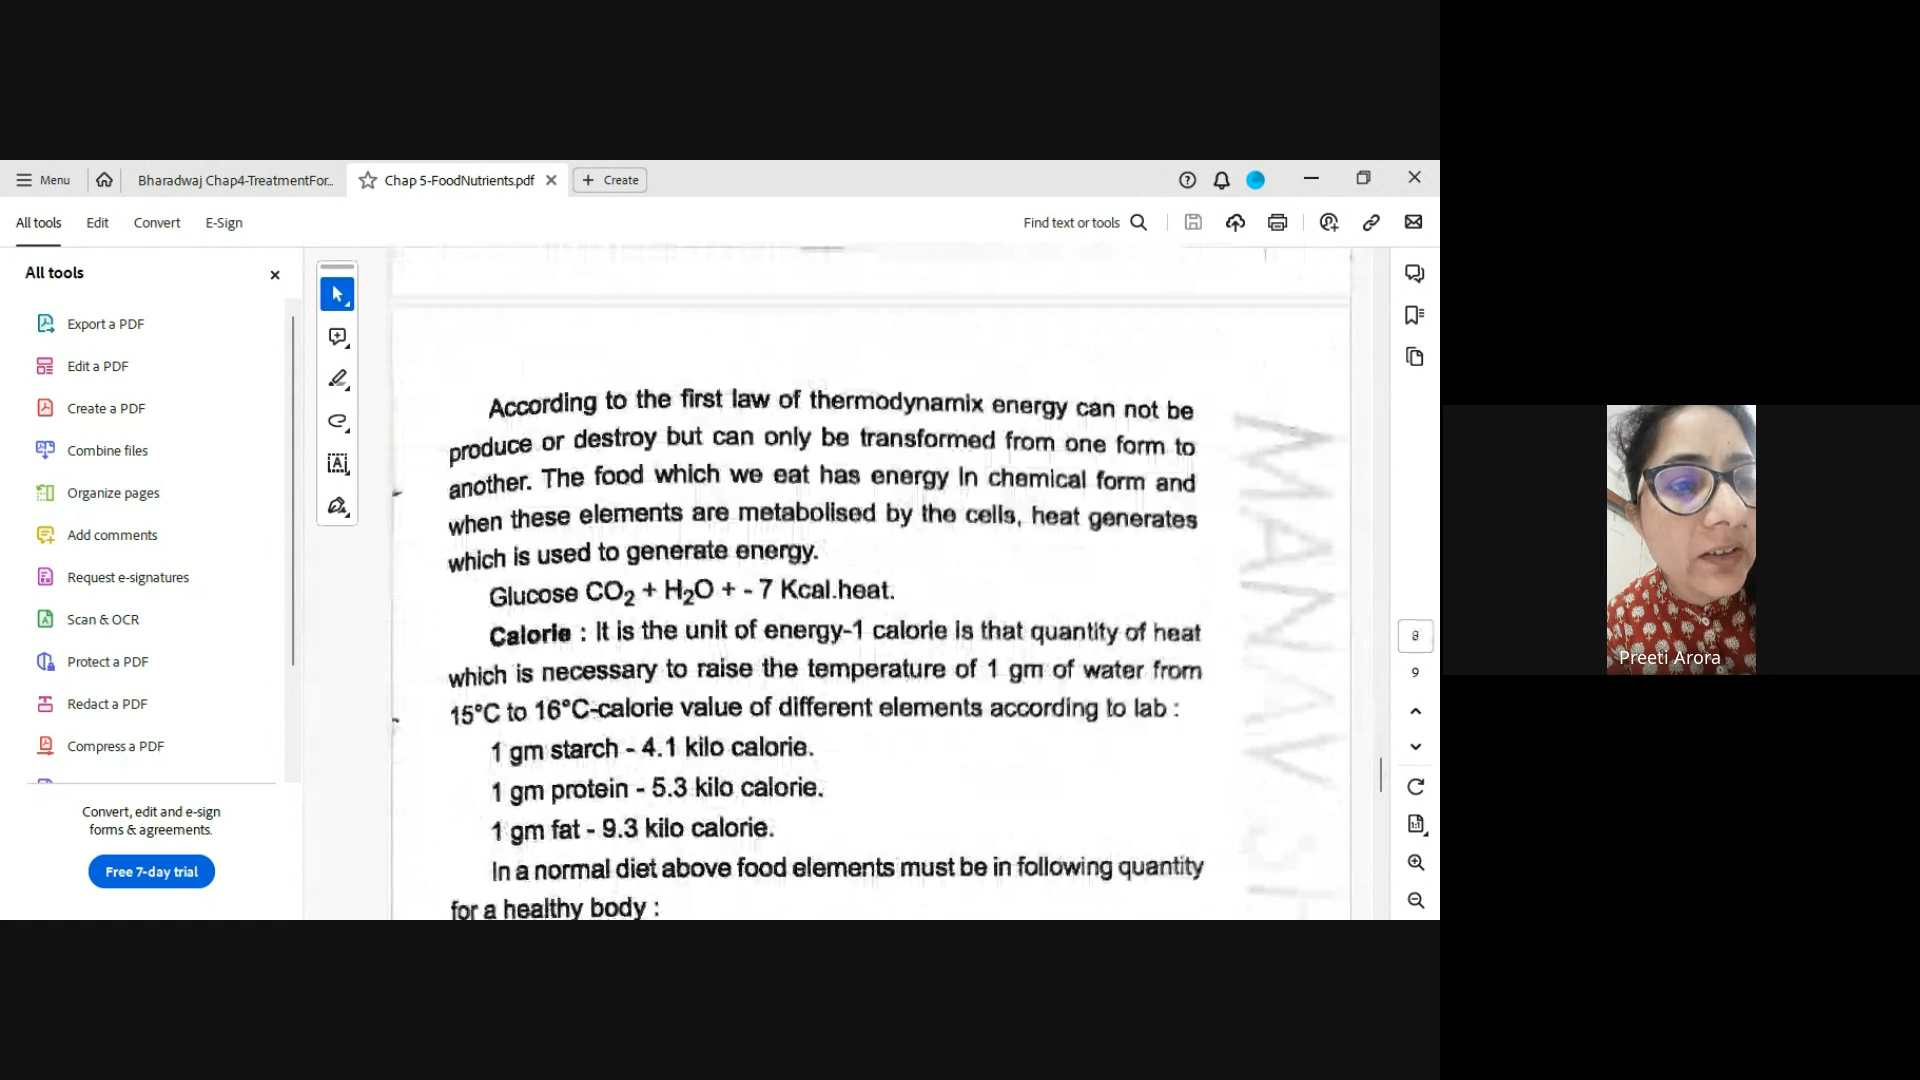 Menu
Bharadwaj Chap4-TreatmentFor...
Chap 5-FoodNutrients.pdf
Create
All tools
Edit
Convert
E-Sign
Find text or tools
All tools
Export a PDF
Edit a PDF
Create a PDF
Combine files
Organize pages
Add comments
Request e-signatures
Scan & OCR
Protect a PDF
Redact a PDF
Compress a PDF
Convert, edit and e-sign
forms & agreements.
Free 7-day trial
According to the first law of thermodynamix energy can not be
produce or destroy but can only be transformed from one form to
another. The food which we eat has energy in chemical form and
when these elements are metabolised by the cells, heat generates
which is used to generate energy.
Glucose CO₂ + H₂O + - 7 Kcal.heat.
Calorie : It is the unit of energy-1 calorie is that quantity of heat
which is necessary to raise the temperature of 1 gm of water from
15°C to 16°C-calorie value of different elements according to lab :
1 gm starch - 4.1 kilo calorie.
1 gm protein - 5.3 kilo calorie.
1 gm fat - 9.3 kilo calorie.
In a normal diet above food elements must be in following quantity
for a healthy body :
8
9
Preeti Arora